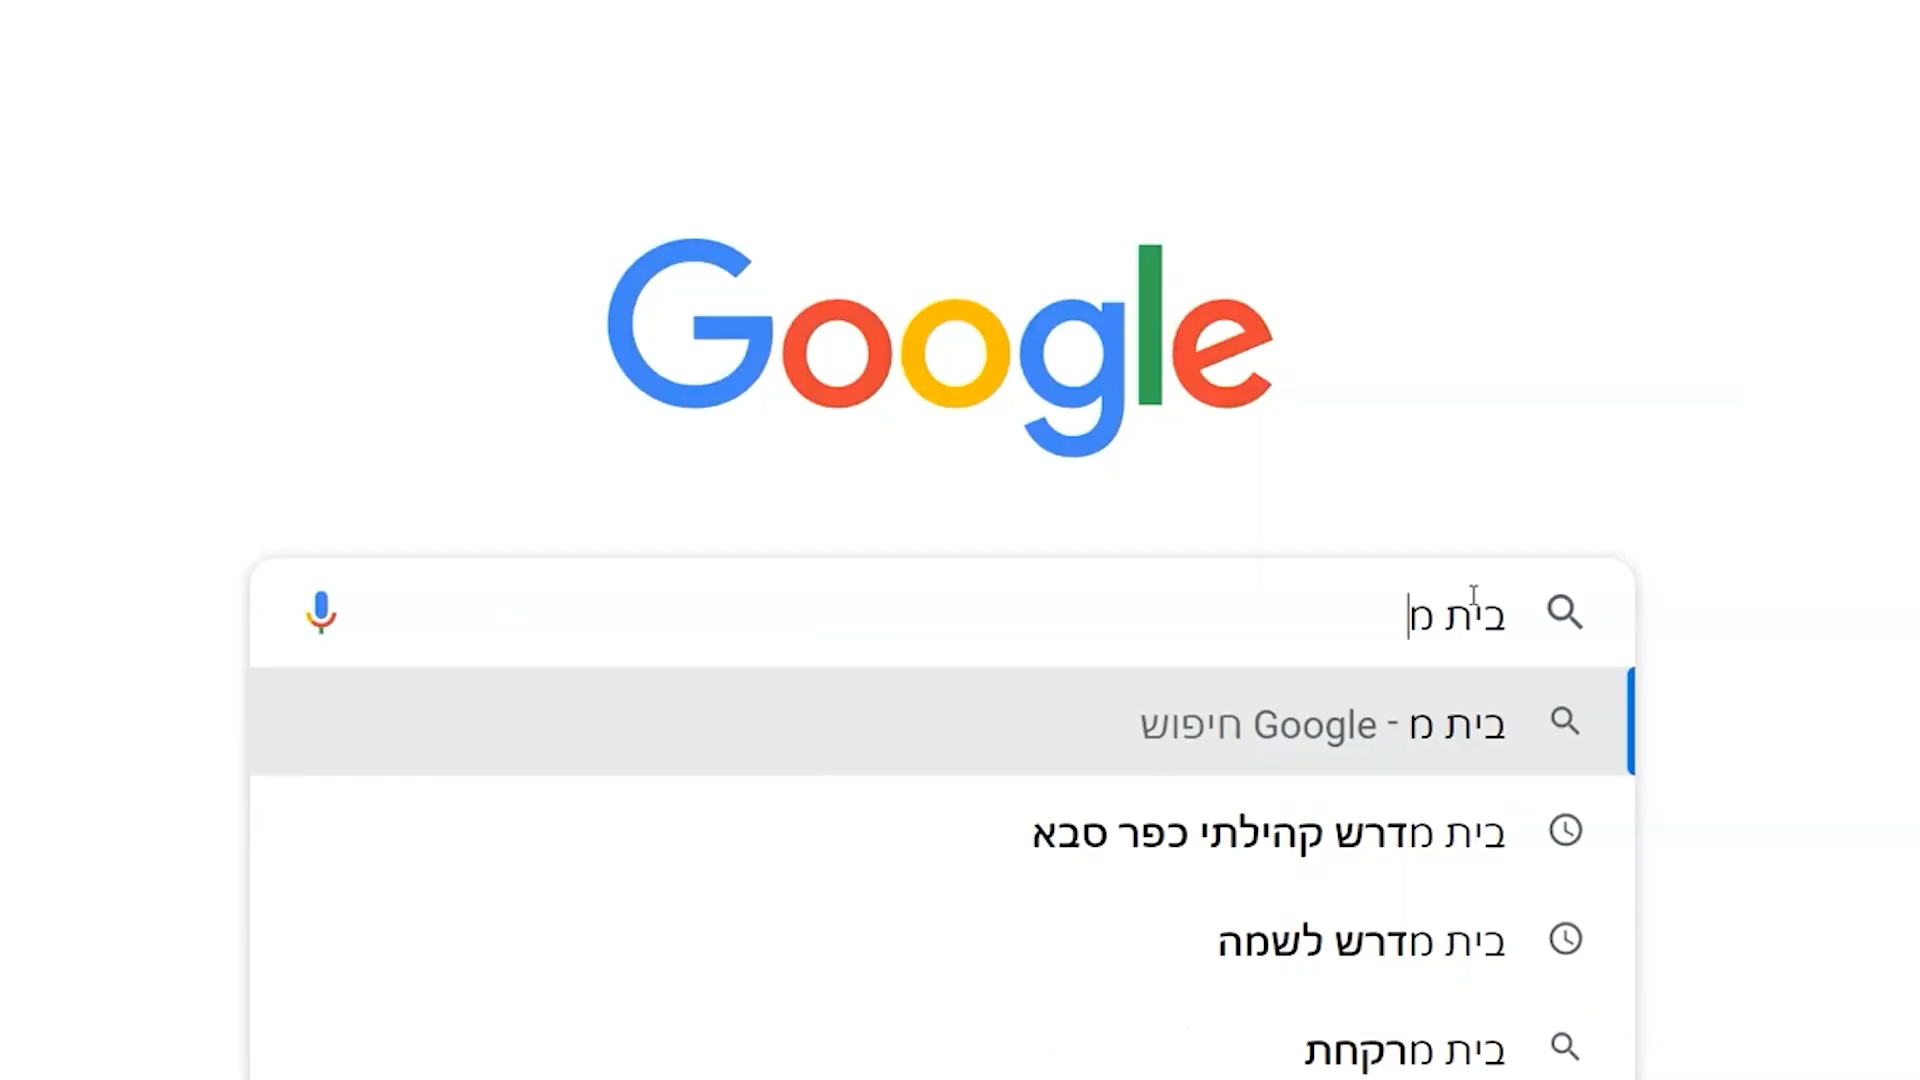 Google
בית מ
בית מ - Google חיפוש
בית מדרש קהילתי כפר סבא
בית מדרש לשמה
בית מרקחת